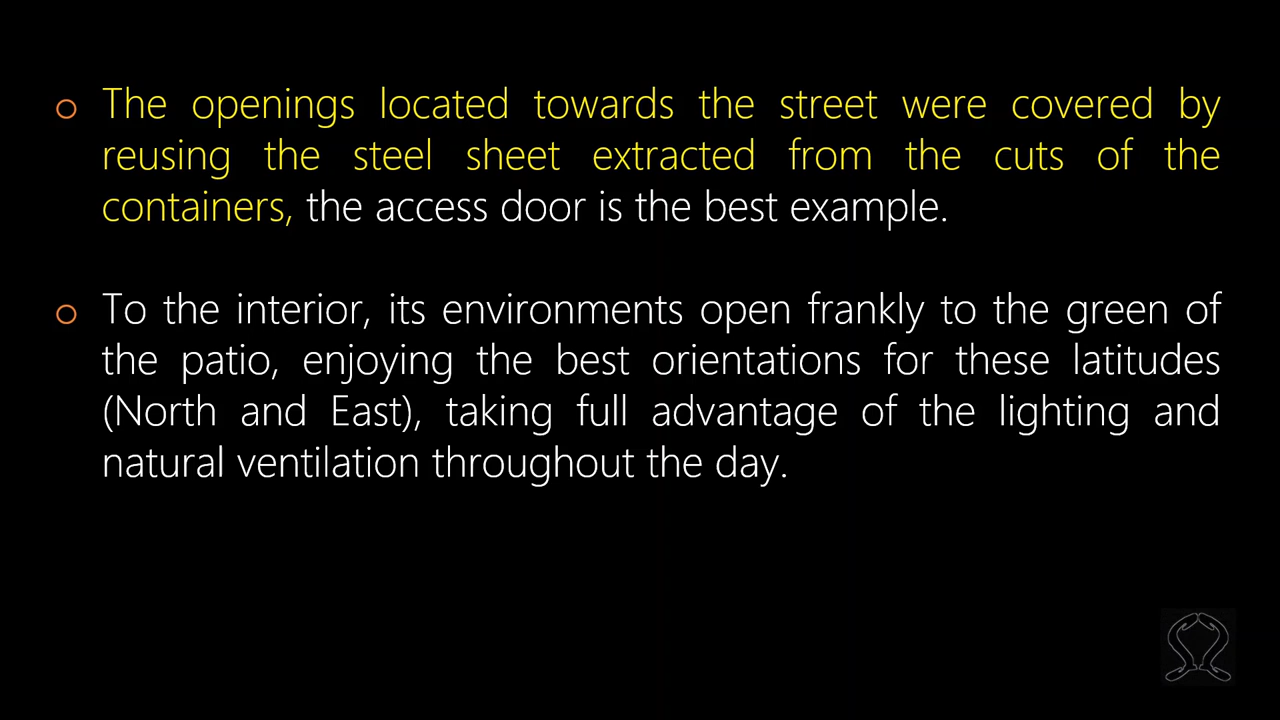 o The openings located towards the street were covered by
reusing the steel sheet extracted from the cuts of the
containers, the access door is the best example.
o To the interior, its environments open frankly to the green of
the patio, enjoying the best orientations for these latitudes
(North and East), taking full advantage of the lighting and
natural ventilation throughout the day.